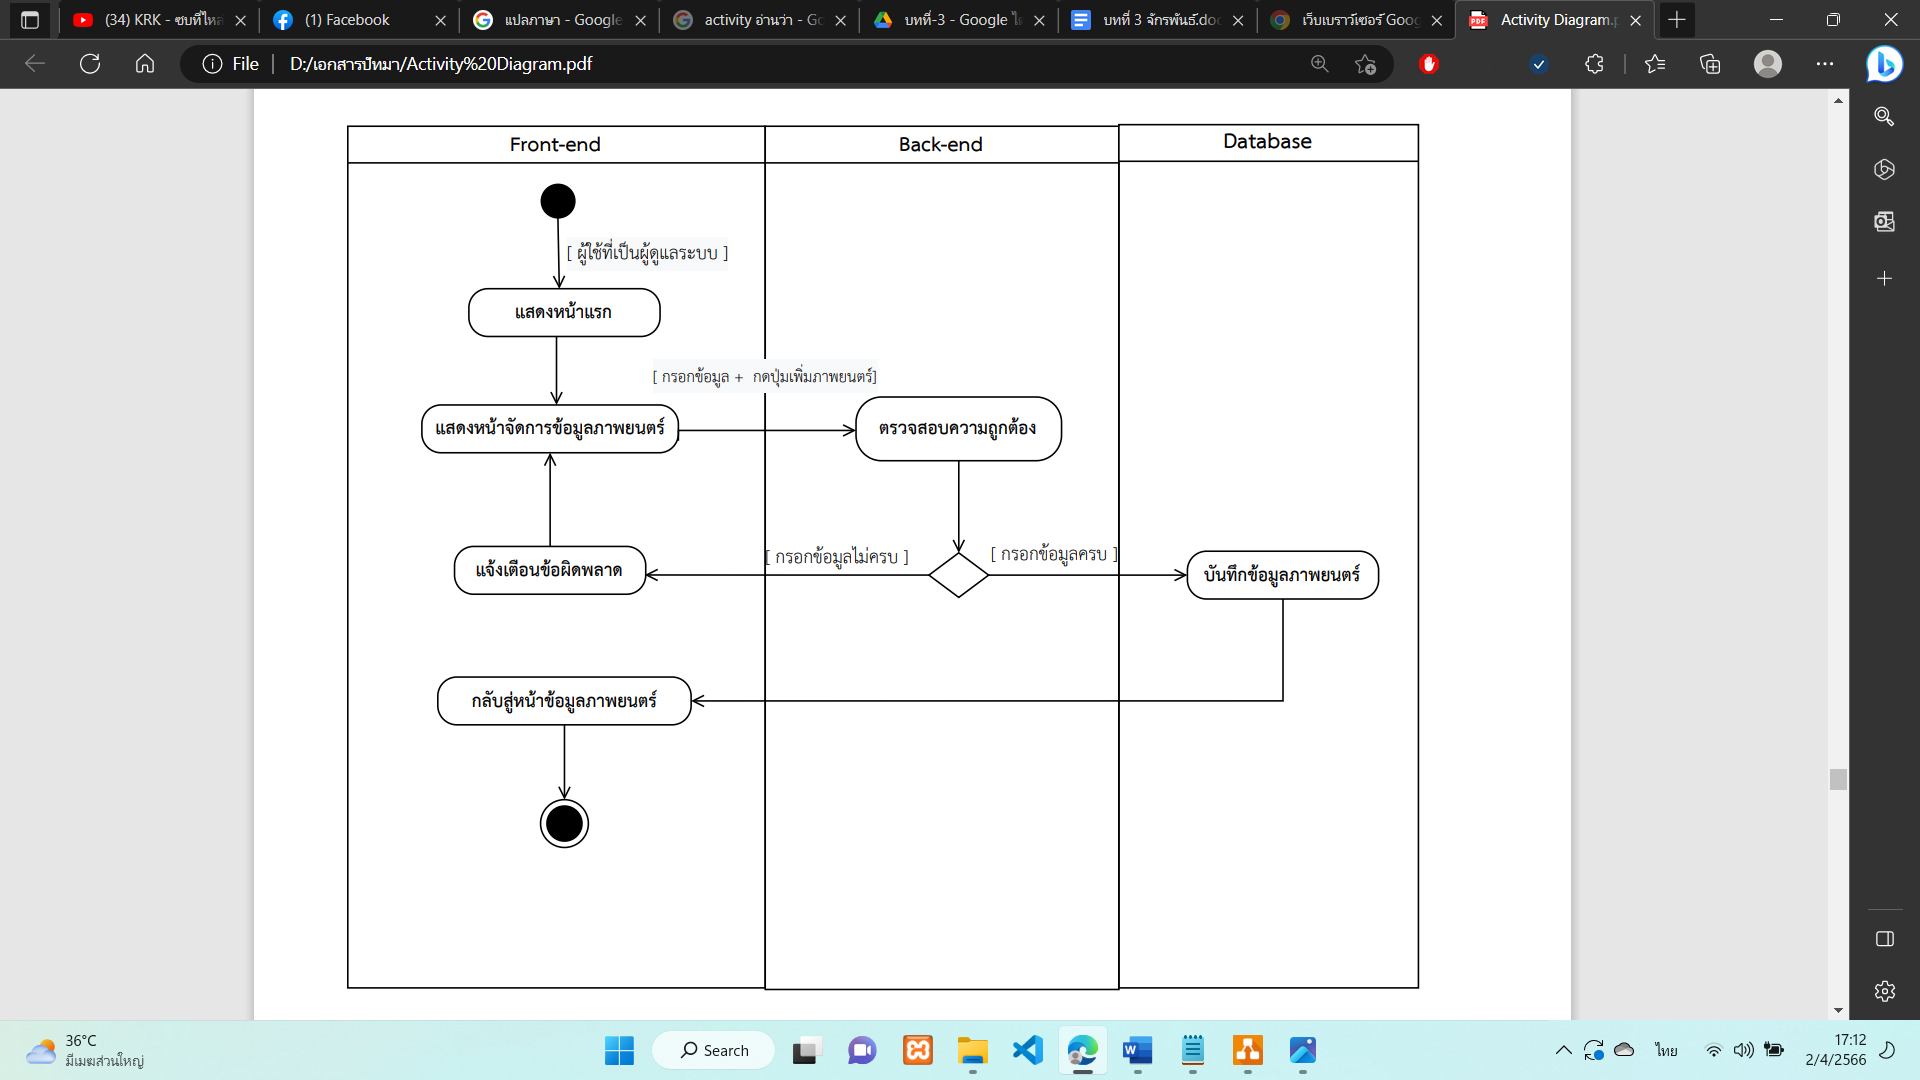 (34) KRK - ซบที่ไหล
(1) Facebook
แปลภาษา - Google
activity อ่านว่า - Go
บทที่-3 - Google ได
บทที่ 3 จักรพันธ์.doc
เว็บเบราว์เซอร์ Goog
Activity Diagram.p
File
D:/เอกสารปัทมา/Activity%20Diagram.pdf
Front-end
Back-end
Database
[ ผู้ใช้ที่เป็นผู้ดูแลระบบ ]
แสดงหน้าแรก
[ กรอกข้อมูล + กดปุ่มเพิ่มภาพยนตร์]
แสดงหน้าจัดการข้อมูลภาพยนตร์
ตรวจสอบความถูกต้อง
[ กรอกข้อมูลไม่ครบ ]
[ กรอกข้อมูลครบ ]
แจ้งเตือนข้อผิดพลาด
บันทึกข้อมูลภาพยนตร์
กลับสู่หน้าข้อมูลภาพยนตร์
36°C
มีเมฆส่วนใหญ่
Search
ไทย
17:12
2/4/2566